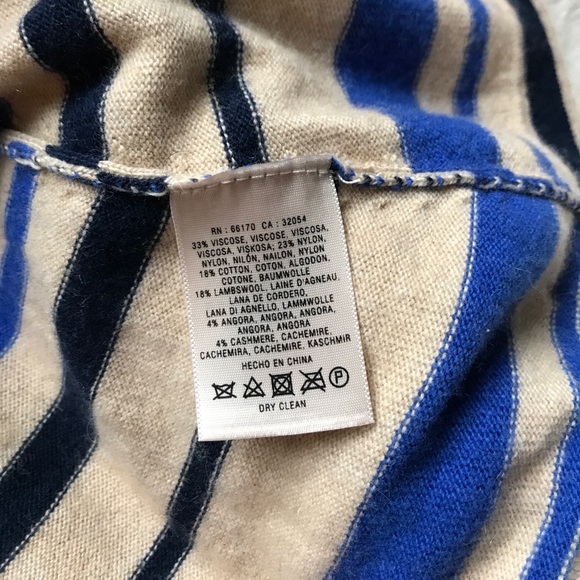 RN : 66170 CA : 32054
33% VISCOSE, VISCOSE, VISCOSA,
VISCOSA, VISKOSA; 23% NYLON,
NYLON, NILÓN, NAILON, NYLON
18% COTTON, COTON, ALGODON,
COTONE, BAUMWOLLE
18% LAMBSWOOL, LAINE D'AGNEAU,
LANA DE CORDERO,
LANA DI AGNELLO, LAMMWOLLE
4% ANGORA, ANGORA, ANGORA,
ANGORA, ANGORA
4% CASHMERE, CACHEMIRE,
CACHEMIRA, CACHEMIRE, KASCHMIR
HECHO EN CHINA
P
DRY CLEAN